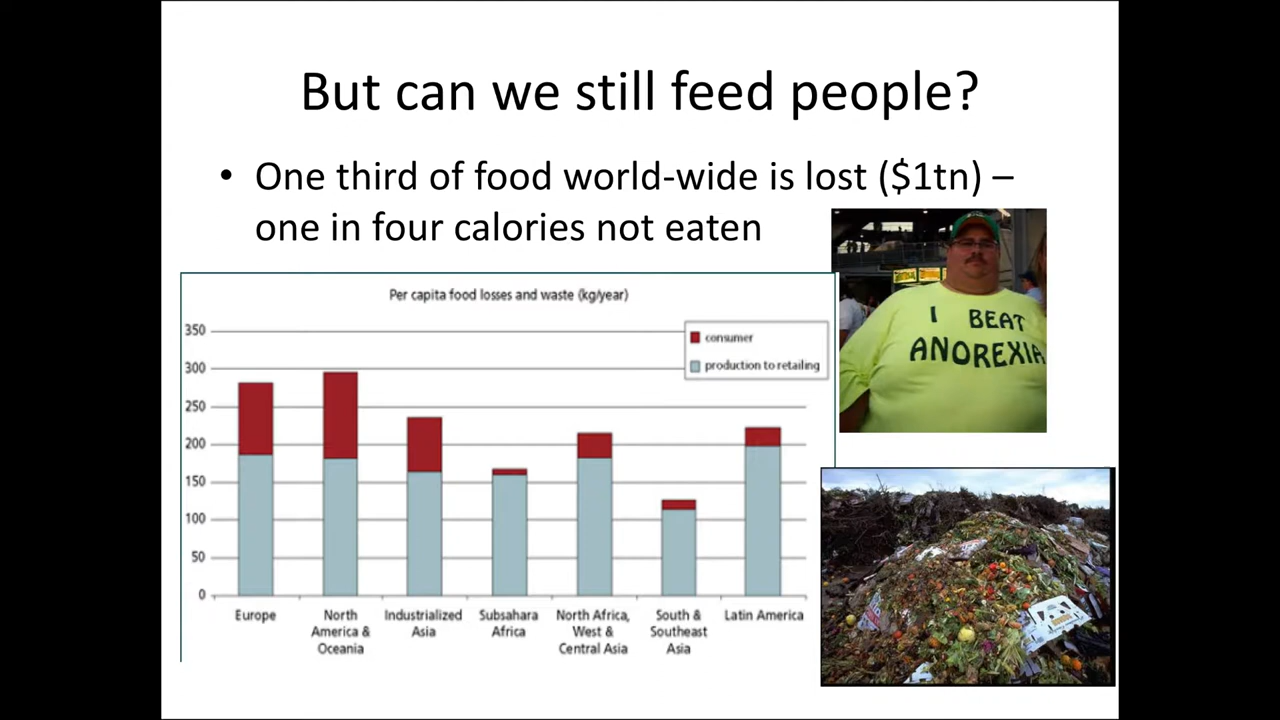 But can we still feed people?
• One third of food world-wide is lost ($1tn) –
one in four calories not eaten
I BEAT
ANOREXIA
Per capita food losses and waste (kg/year)
350
300
250
200
150
100
50
0
consumer
production to retailing
Europe
North
America &
Oceania
Industrialized
Asia
Subsahara
Africa
North Africa,
West &
Central Asia
South &
Southeast
Asia
Latin America